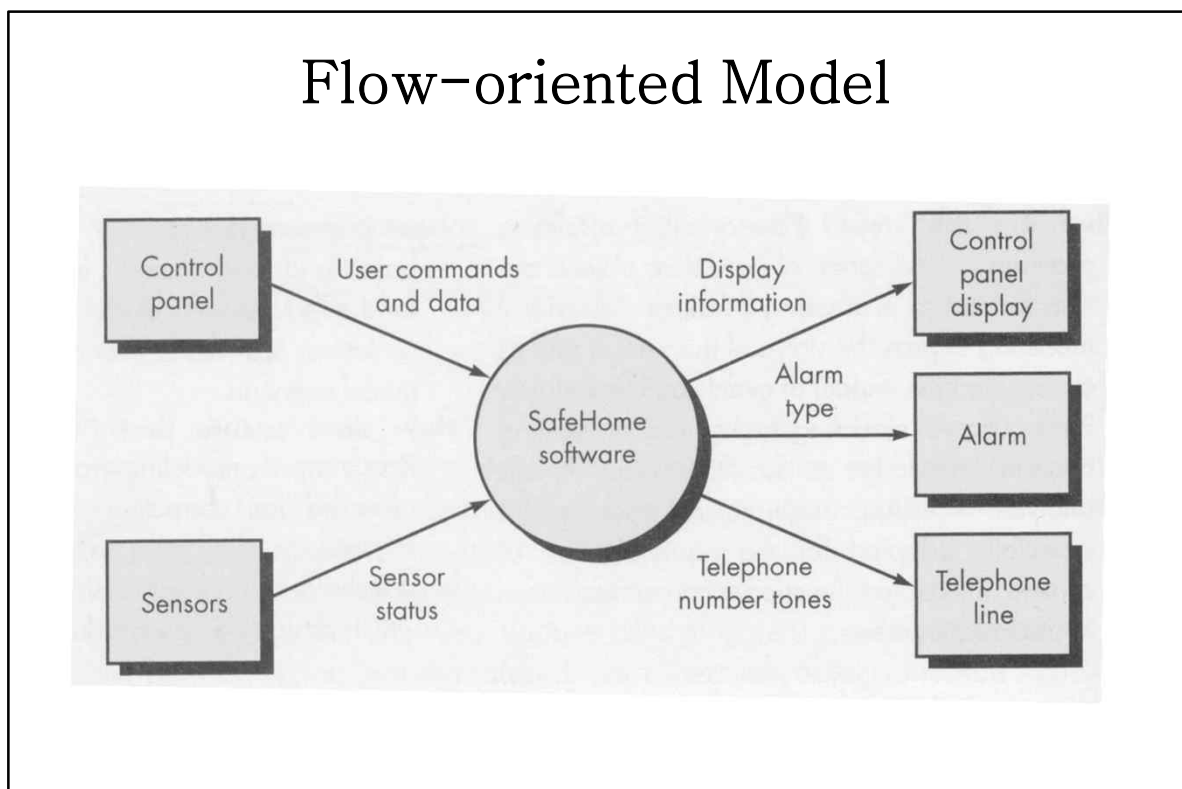 Flow-oriented Model
Control
panel
User commands
and data
Display
information
Control
panel
display
SafeHome
software
Alarm
type
Alarm
Sensors
Sensor
status
Telephone
number tones
Telephone
line